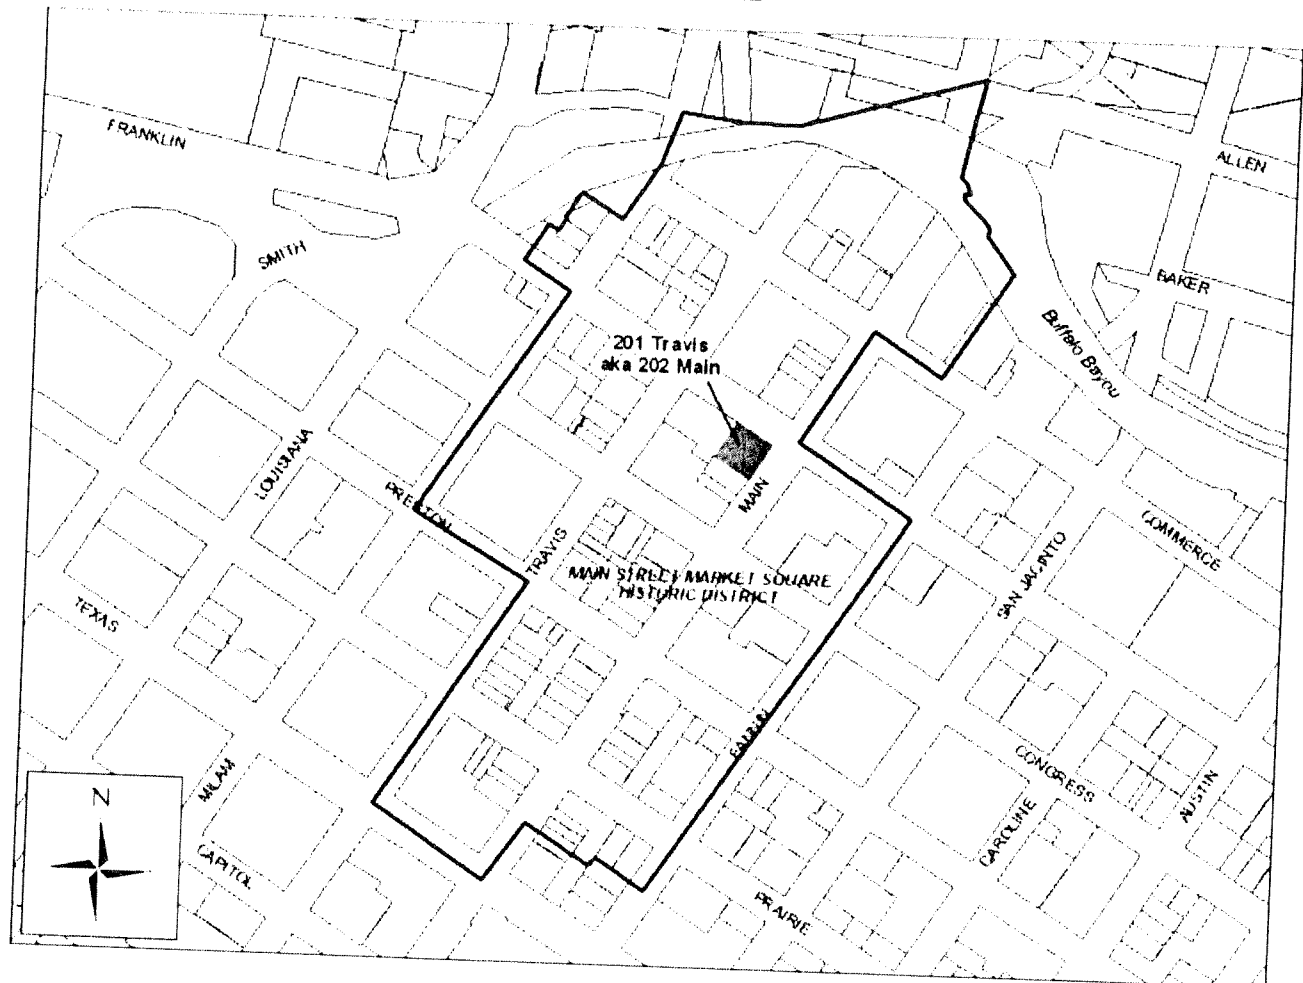 FRANKLIN
ALLEN
SMITH
BAKER
Buffalo Bayou
201 Travis
aka 202 Main
LOUISIANA
PRESTON
MAIN
TRAVIS
COMMERCE
SAN JACINTO
MAIN STREET MARKET SQUARE
HISTORIC DISTRICT
TEXAS
FANNIN
CONGRESS
MILAM
AUSTIN
N
CAROLINE
CAPITOL
PRAIRIE